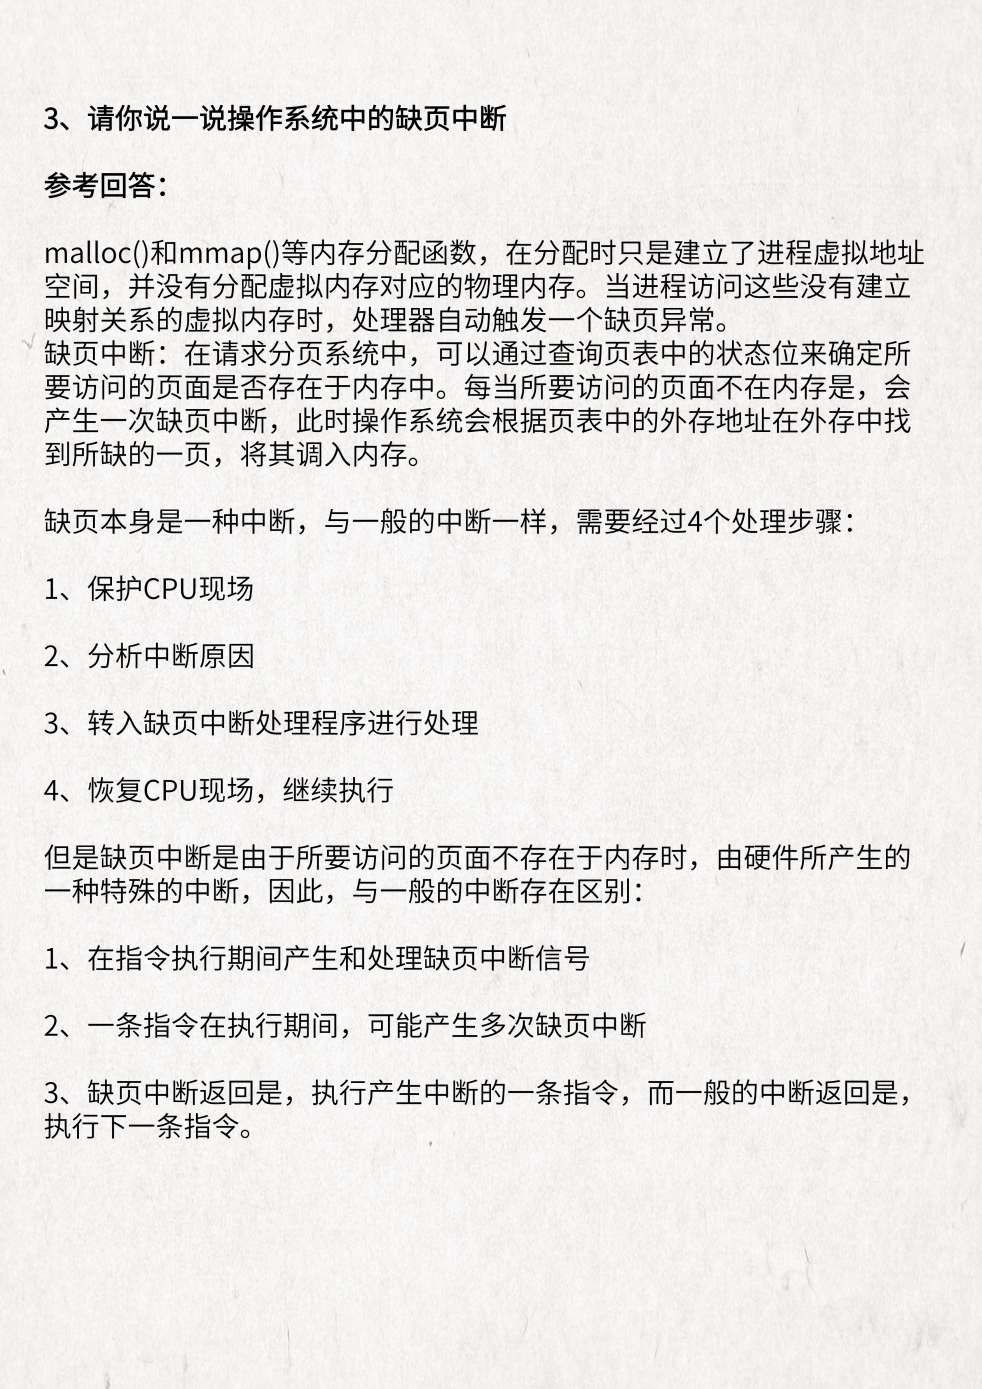 3、请你说一说操作系统中的缺页中断
参考回答：
malloc()和mmap()等内存分配函数，在分配时只是建立了进程虚拟地址
空间，并没有分配虚拟内存对应的物理内存。当进程访问这些没有建立
映射关系的虚拟内存时，处理器自动触发一个缺页异常。
缺页中断：在请求分页系统中，可以通过查询页表中的状态位来确定所
要访问的页面是否存在于内存中。每当所要访问的页面不在内存是，会
产生一次缺页中断，此时操作系统会根据页表中的外存地址在外存中找
到所缺的一页，将其调入内存。
缺页本身是一种中断，与一般的中断一样，需要经过4个处理步骤：
1、保护CPU现场
2、分析中断原因
3、转入缺页中断处理程序进行处理
4、恢复CPU现场，继续执行
但是缺页中断是由于所要访问的页面不存在于内存时，由硬件所产生的
一种特殊的中断，因此，与一般的中断存在区别：
1、在指令执行期间产生和处理缺页中断信号
2、一条指令在执行期间，可能产生多次缺页中断
3、缺页中断返回是，执行产生中断的一条指令，而一般的中断返回是，
执行下一条指令。